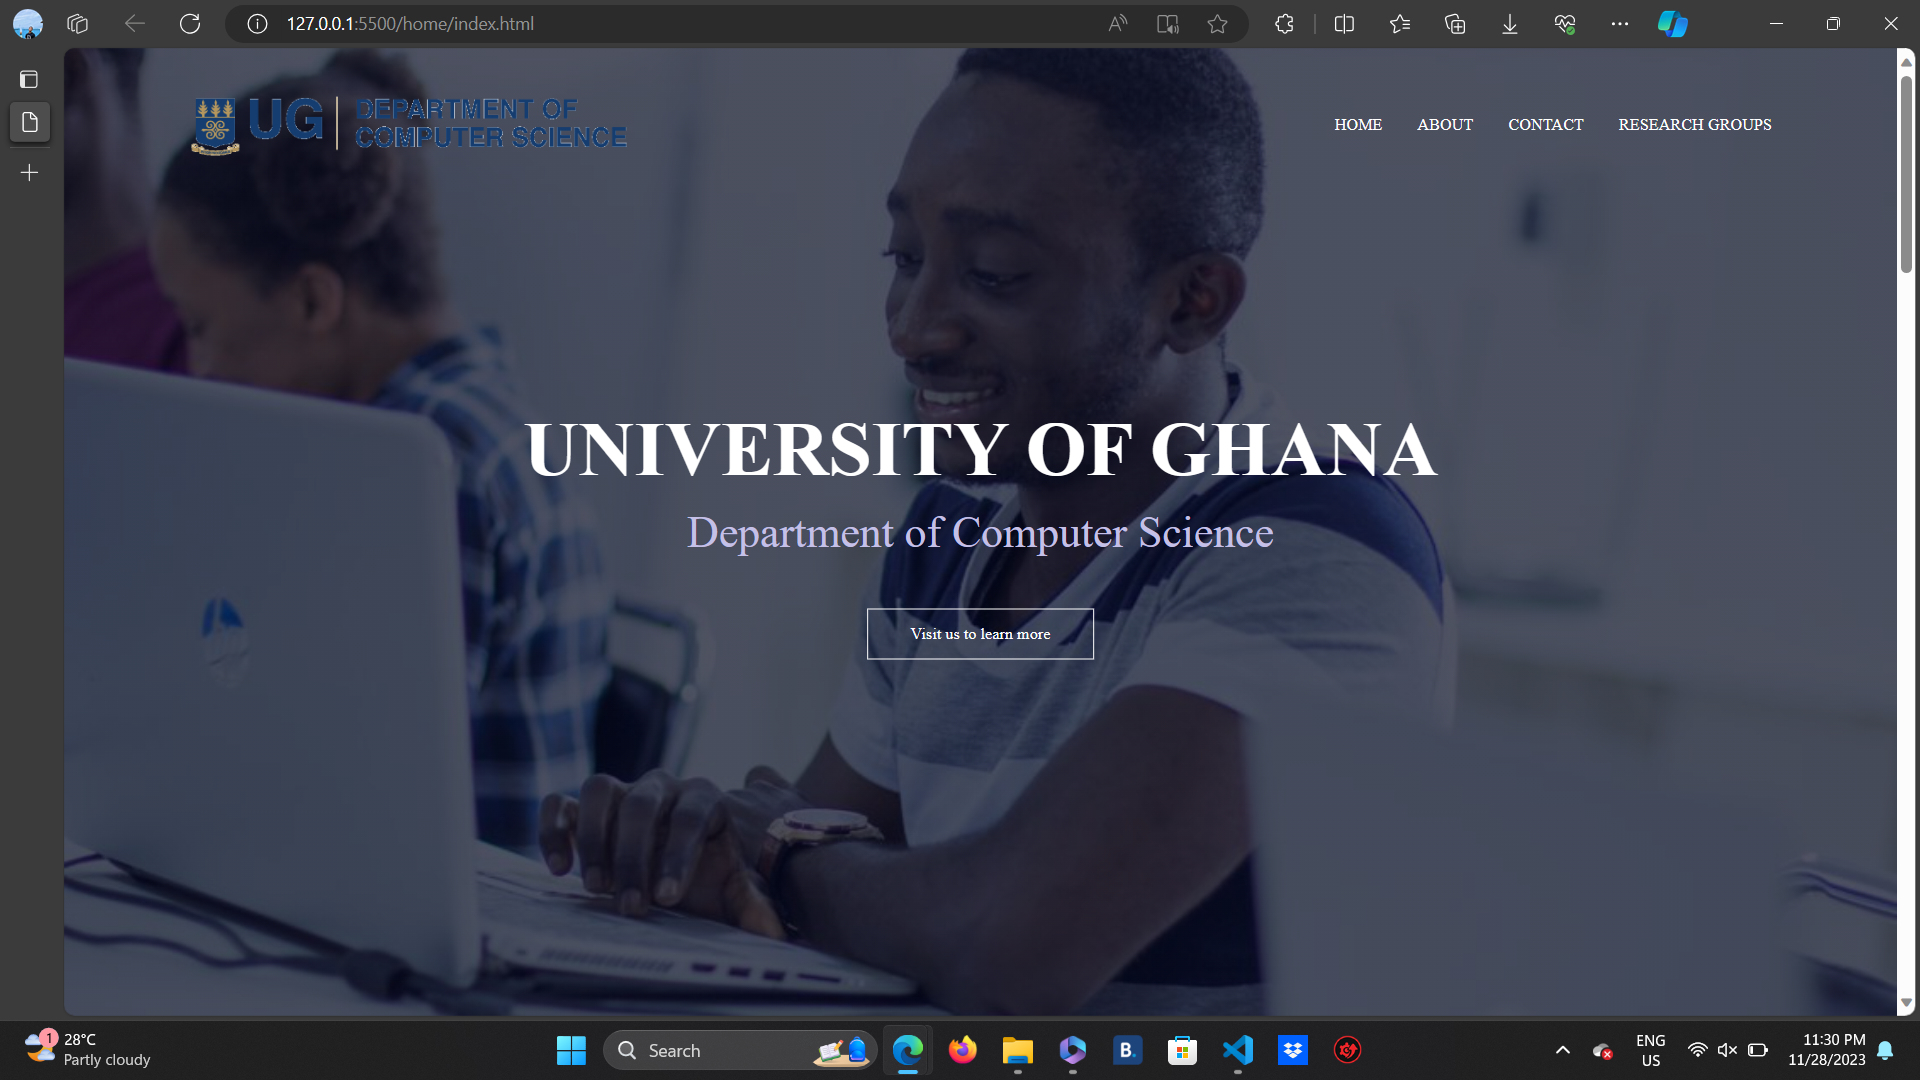 127.0.0.1:5500/home/index.html
UG
DEPARTMENT OF
COMPUTER SCIENCE
HOME
ABOUT
CONTACT
RESEARCH GROUPS
UNIVERSITY OF GHANA
Department of Computer Science
Visit us to learn more
1
28°C
Partly cloudy
Search
B.
ENG
US
11:30 PM
11/28/2023